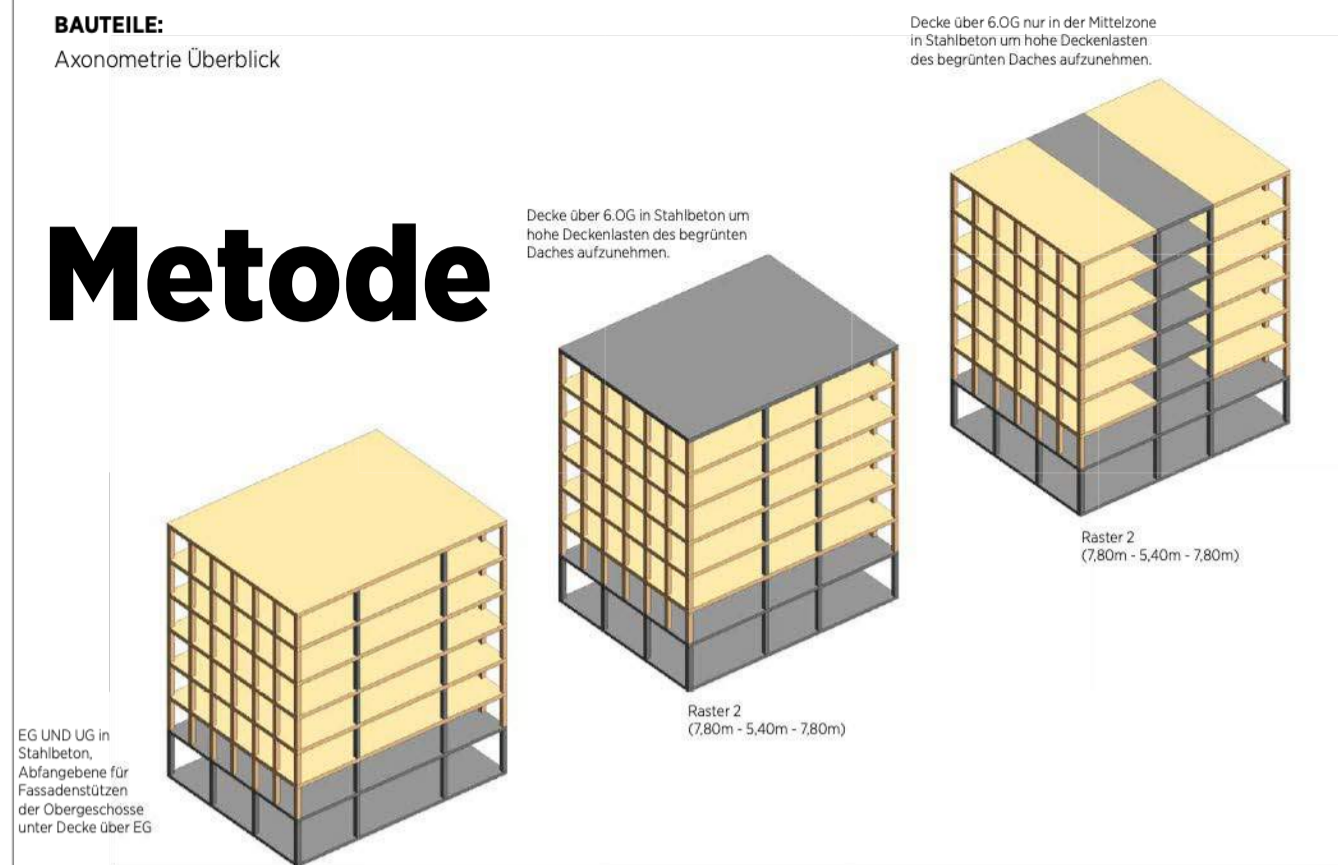 BAUTEILE:
Axonometrie Überblick
Decke über 6.OG nur in der Mittelzone
in Stahlbeton um hohe Deckenlasten
des begrünten Daches aufzunehmen.
Metode
Decke über 6.OG in Stahlbeton um
hohe Deckenlasten des begrünten
Daches aufzunehmen.
Raster 2
(7,80m - 5,40m - 7,80m)
Raster 2
(7,80m - 5,40m - 7,80m)
EG UND UG in
Stahlbeton,
Abfangebene für
Fassadenstützen
der Obergeschosse
unter Decke über EG